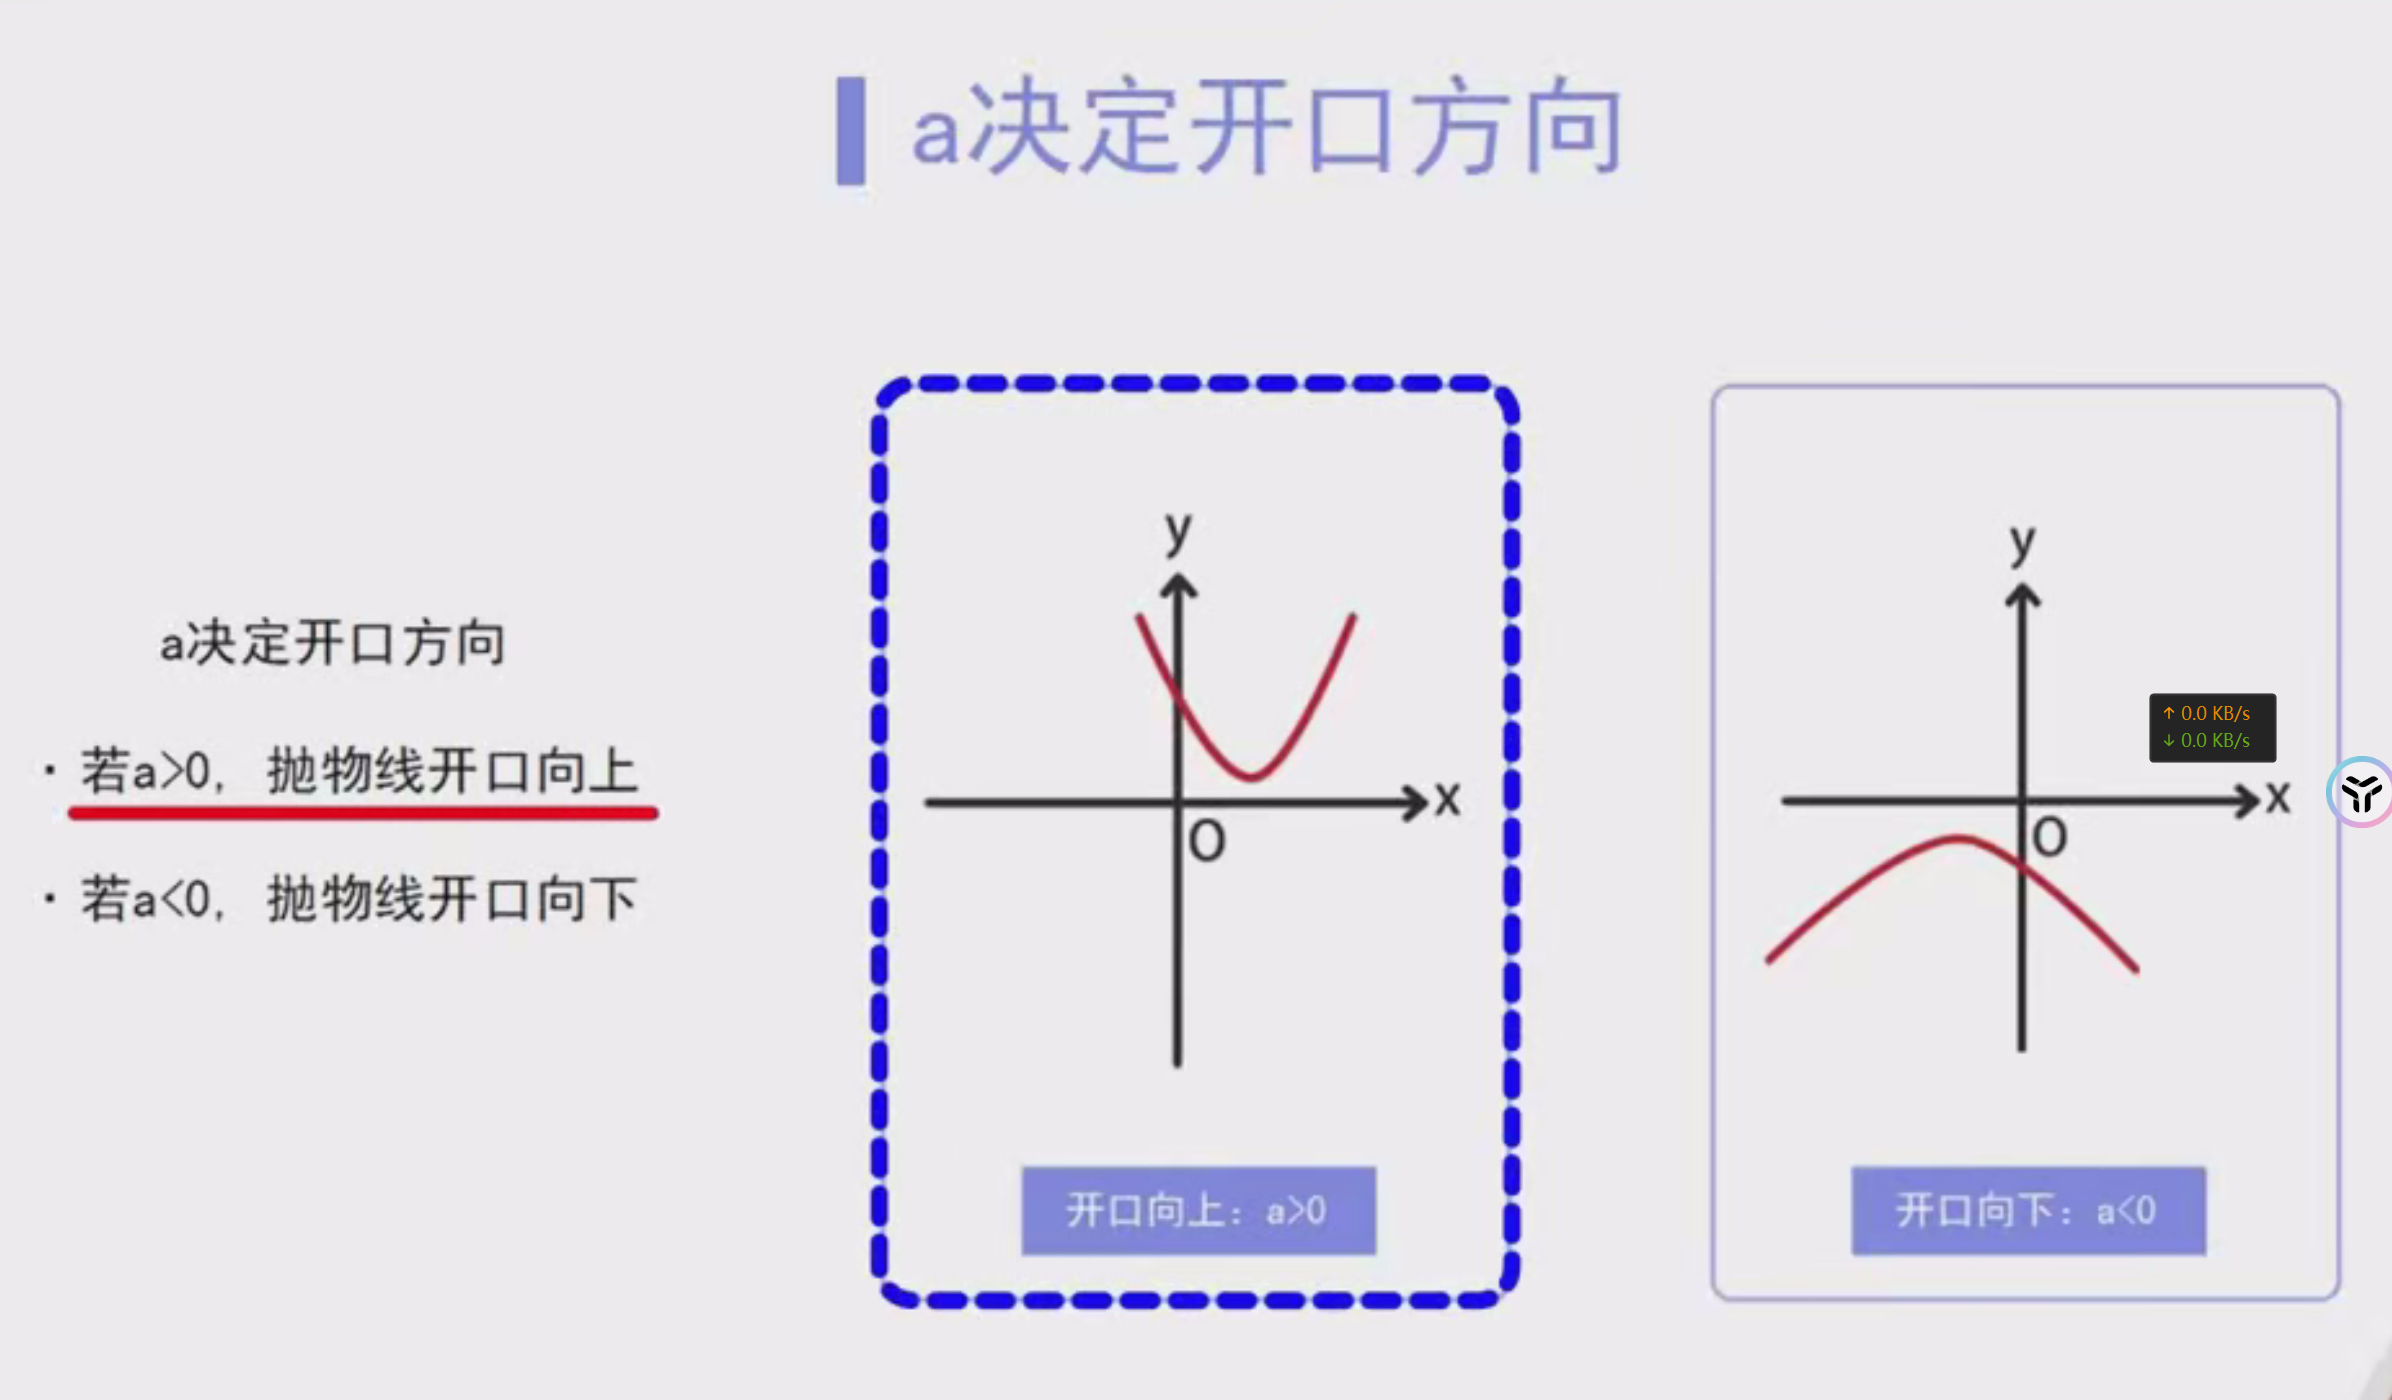 a决定开口方向
a决定开口方向
· 若a>0, 抛物线开口向上
· 若a<0, 抛物线开口向下
y
x
O
开口向上：a>0
y
↑ 0.0 KB/s
↓ 0.0 KB/s
x
O
开口向下：a<0